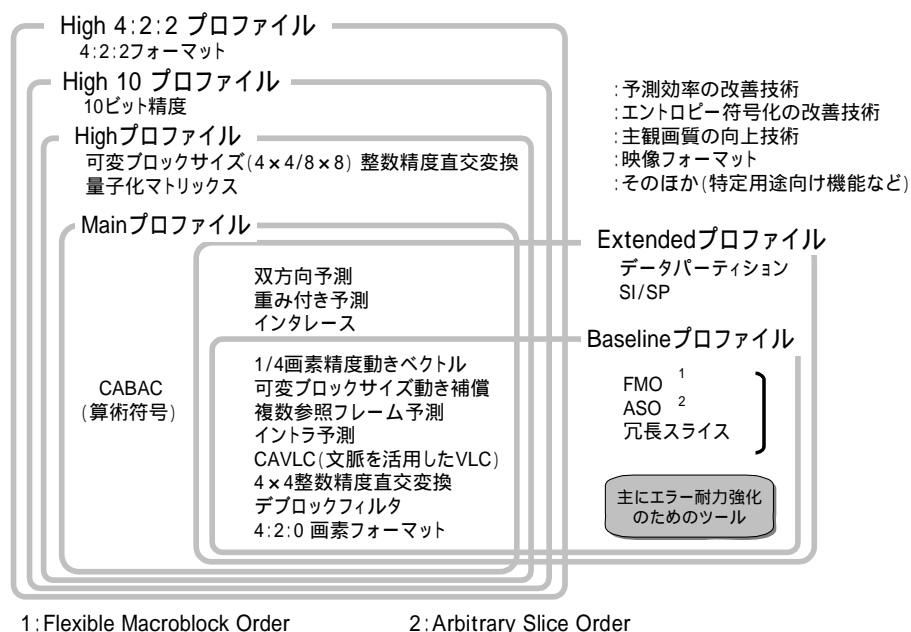 High 4:2:2 プロファイル
4:2:2フォーマット
High 10 プロファイル
10ビット精度
Highプロファイル
可変ブロックサイズ(4×4/8×8) 整数精度直交変換
量子化マトリックス
:予測効率の改善技術
:エントロピー符号化の改善技術
:主観画質の向上技術
:映像フォーマット
:そのほか(特定用途向け機能など)
Mainプロファイル
CABAC
(算術符号)
双方向予測
重み付き予測
インタレース
Extendedプロファイル
データパーティション
SI/SP
Baselineプロファイル
1/4画素精度動きベクトル
可変ブロックサイズ動き補償
複数参照フレーム予測
イントラ予測
CAVLC(文脈を活用したVLC)
4×4整数精度直交変換
デブロックフィルタ
4:2:0 画素フォーマット
FMO 1
ASO 2
冗長スライス
主にエラー耐力強化
のためのツール
1:Flexible Macroblock Order 2:Arbitrary Slice Order